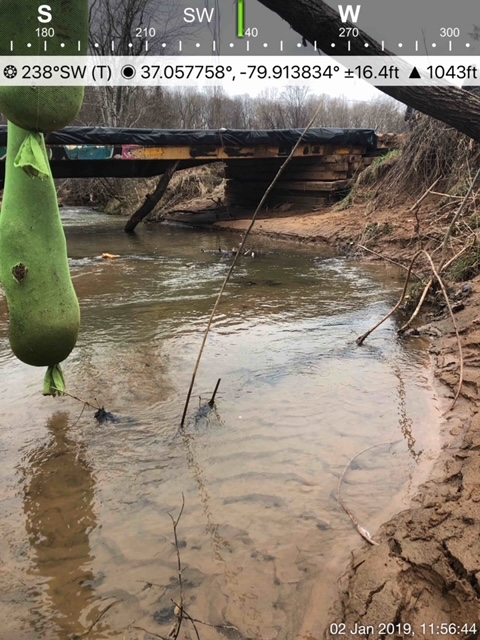 S SW W
180 210 240 270 300
238°SW (T) 37.057758°, -79.913834° ±16.4ft ▲ 1043ft
02 Jan 2019, 11:56:44